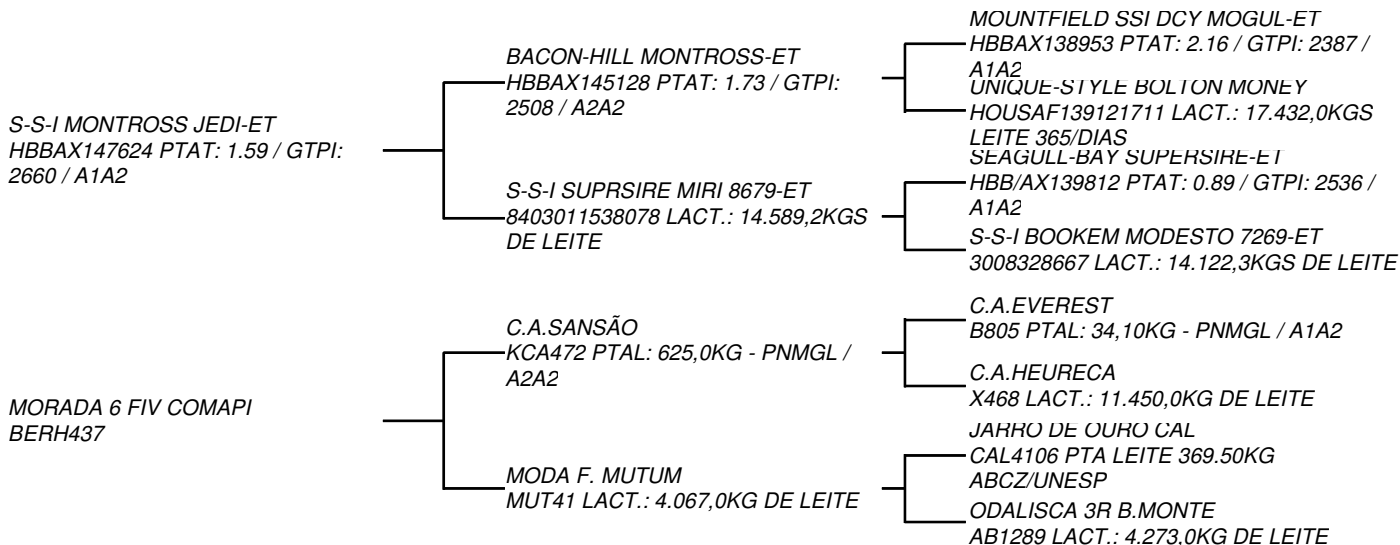 MOUNTFIELD SSI DCY MOGUL-ET
HBBAX138953 PTAT: 2.16 / GTPI: 2387 /
A1A2
BACON-HILL MONTROSS-ET
HBBAX145128 PTAT: 1.73 / GTPI:
2508 / A2A2
UNIQUE-STYLE BOLTON MONEY
HOUSAF139121711 LACT.: 17.432,0KGS
LEITE 365/DIAS
S-S-I MONTROSS JEDI-ET
HBBAX147624 PTAT: 1.59 / GTPI:
2660 / A1A2
SEAGULL-BAY SUPERSIRE-ET
HBB/AX139812 PTAT: 0.89 / GTPI: 2536 /
A1A2
S-S-I SUPRSIRE MIRI 8679-ET
8403011538078 LACT.: 14.589,2KGS
DE LEITE
S-S-I BOOKEM MODESTO 7269-ET
3008328667 LACT.: 14.122,3KGS DE LEITE
C.A.EVEREST
B805 PTAL: 34,10KG - PNMGL / A1A2
C.A.SANSÃO
KCA472 PTAL: 625,0KG - PNMGL /
A2A2
C.A.HEURECA
X468 LACT.: 11.450,0KG DE LEITE
MORADA 6 FIV COMAPI
BERH437
JARRO DE OURO CAL
CAL4106 PTA LEITE 369.50KG
ABCZ/UNESP
MODA F. MUTUM
MUT41 LACT.: 4.067,0KG DE LEITE
ODALISCA 3R B.MONTE
AB1289 LACT.: 4.273,0KG DE LEITE